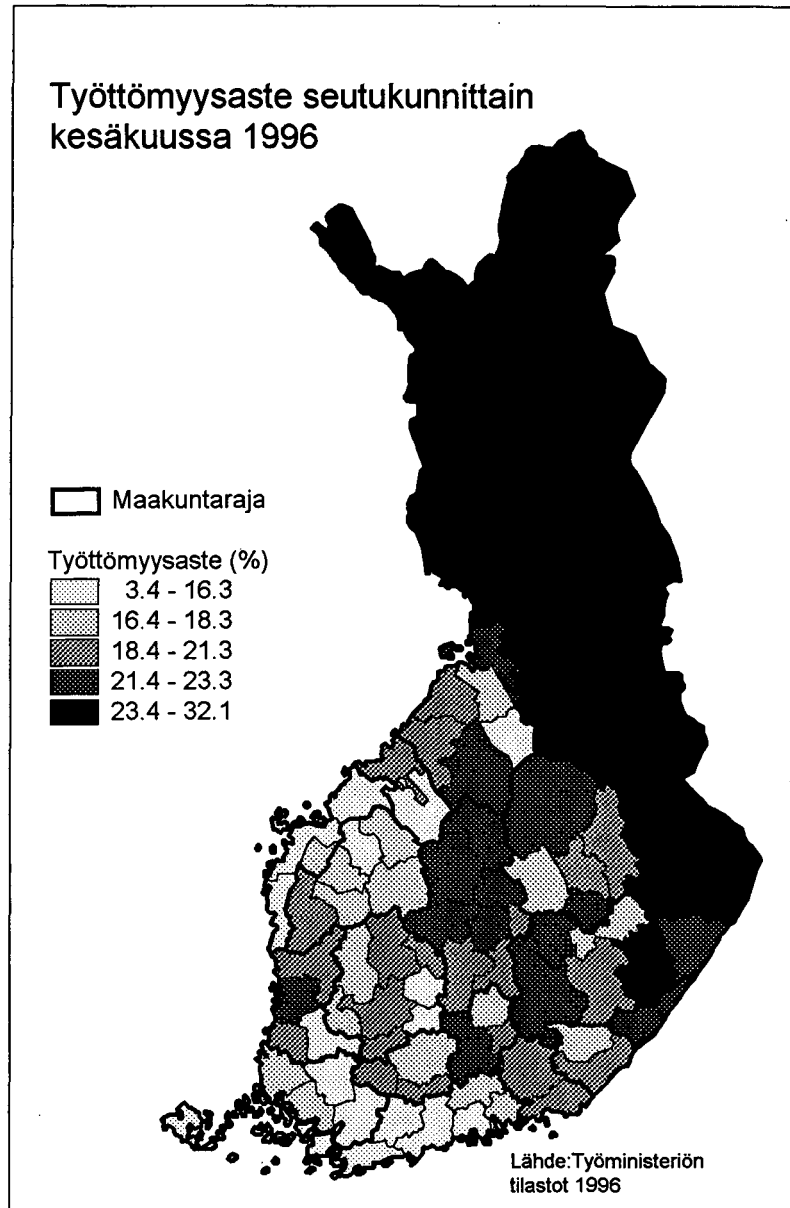 Työttömyysaste seutukunnittain
kesäkuussa 1996
Maakuntaraja
Työttömyysaste (%)
3.4 - 16.3
16.4 - 18.3
18.4 - 21.3
21.4 - 23.3
23.4 - 32.1
Lähde:Työministeriön
tilastot 1996